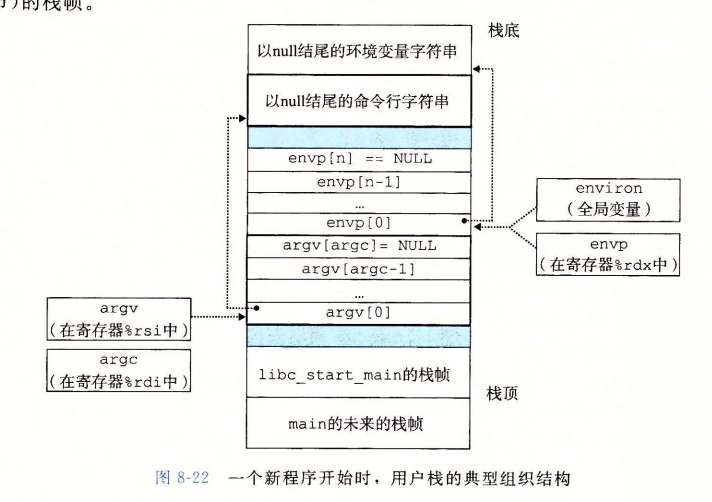 )的栈帧。
栈底
以null结尾的环境变量字符串
以null结尾的命令行字符串
envp[n] == NULL
envp[n-1]
…
envp[0]
environ
(全局变量)
argv[argc]= NULL
envp
(在寄存器%rdx中)
argv[argc-1]
…
argv[0]
argv
(在寄存器%rsi中)
argc
(在寄存器%rdi中)
libc_start_main的栈帧
栈顶
main的未来的栈帧
图 8-22 一个新程序开始时，用户栈的典型组织结构